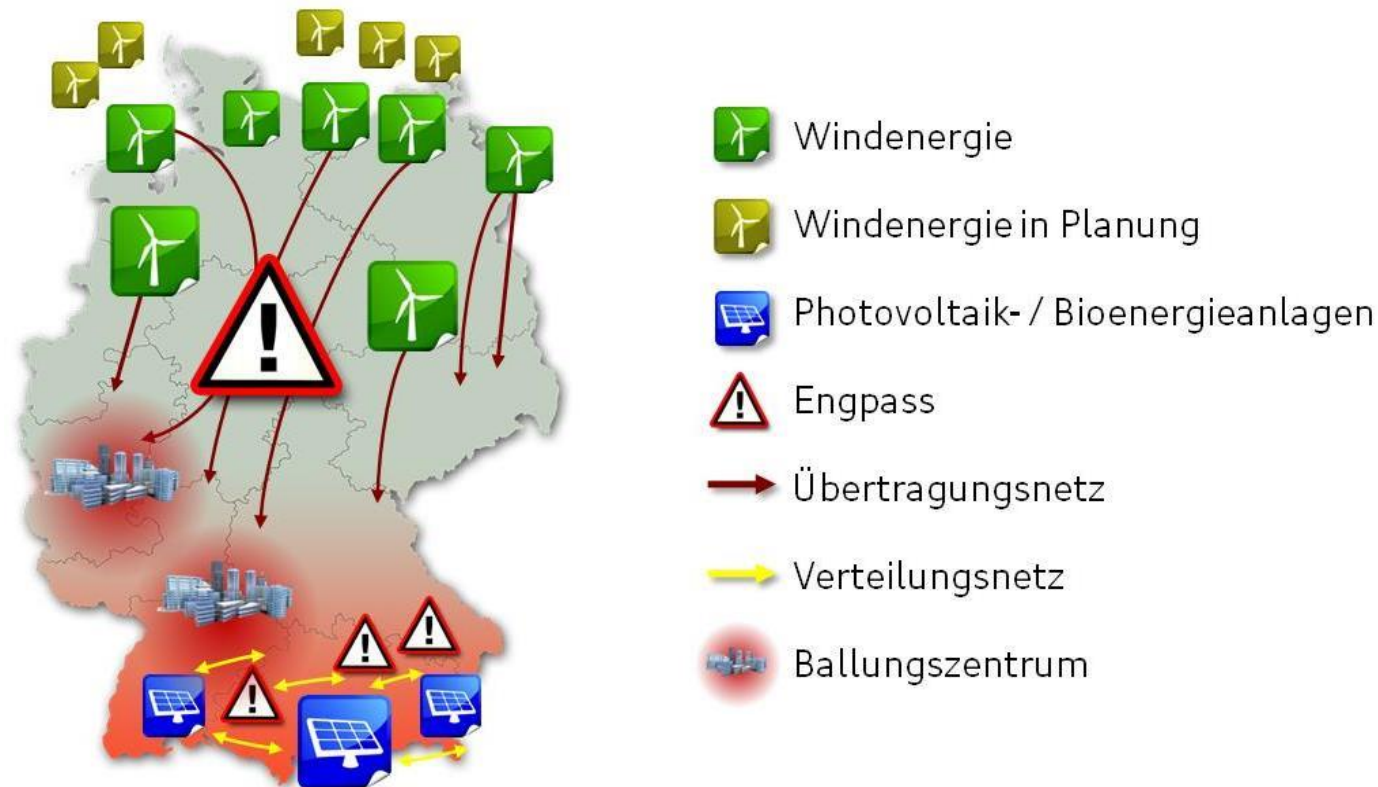 Windenergie
Windenergie in Planung
Photovoltaik- / Bioenergieanlagen
Engpass
Übertragungsnetz
Verteilungsnetz
Ballungszentrum